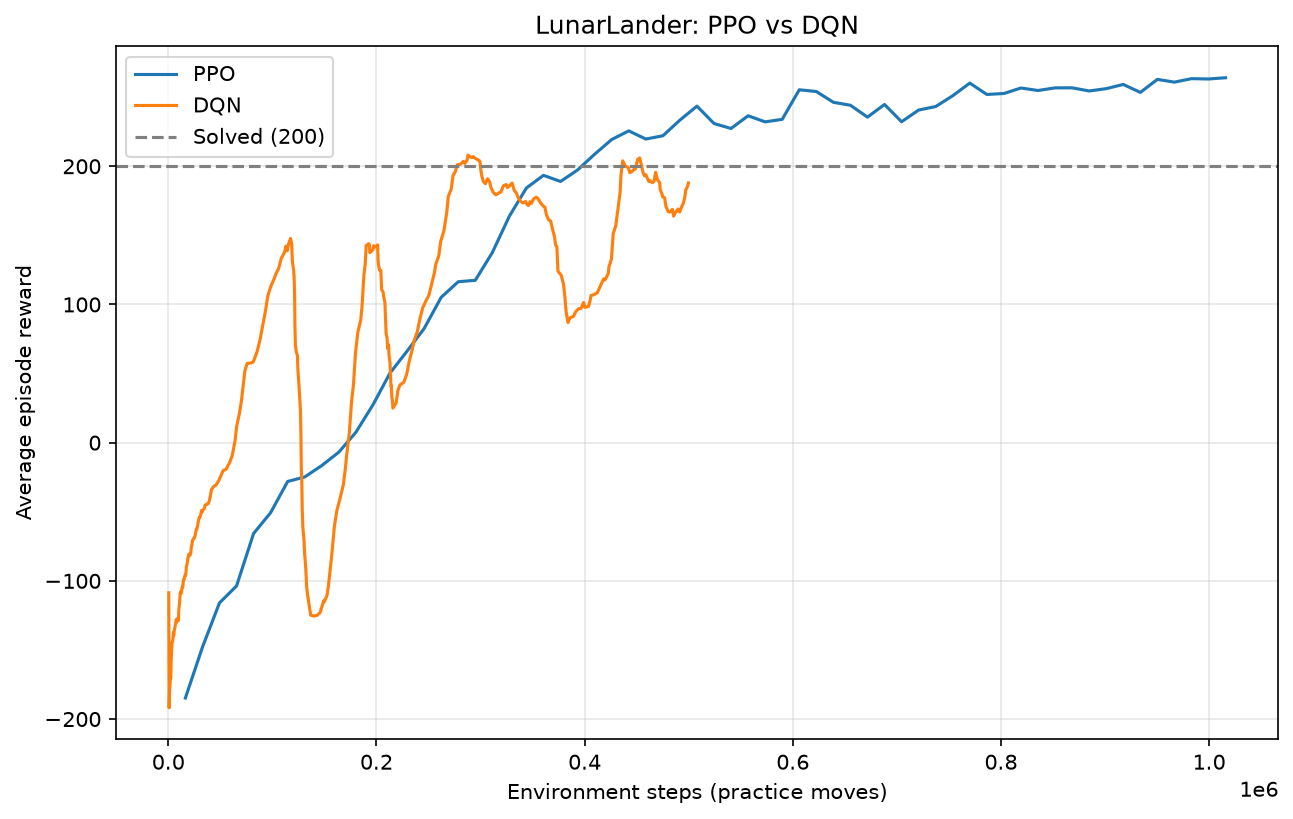 LunarLander: PPO vs DQN
PPO
DQN
Solved (200)
Average episode reward
200
100
0
−100
−200
0.0 0.2 0.4 0.6 0.8 1.0
1e6
Environment steps (practice moves)